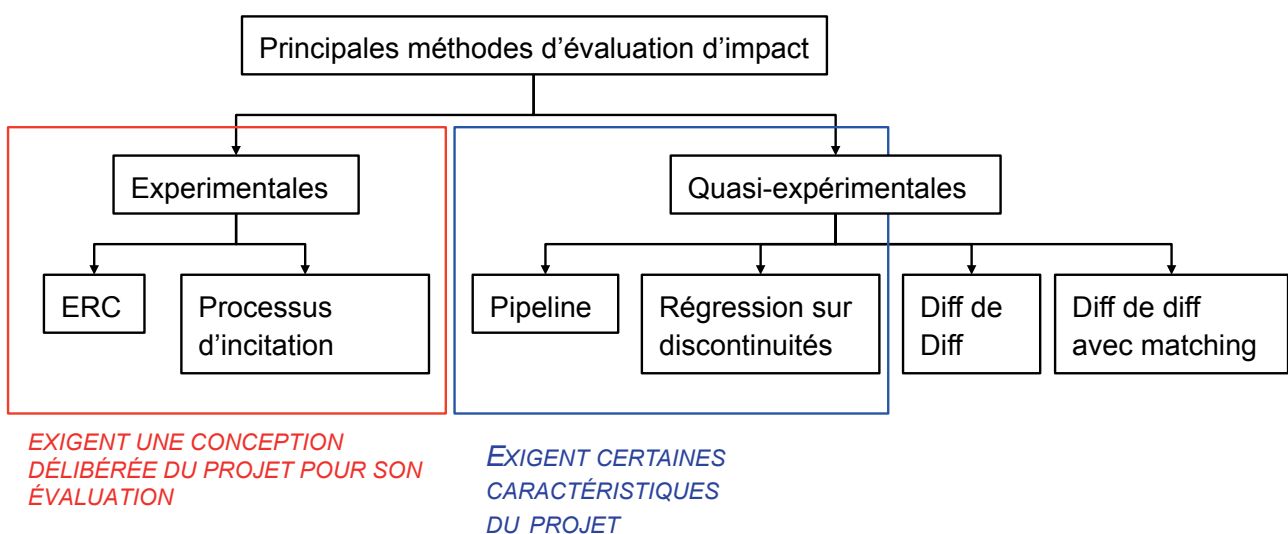 Principales méthodes d’évaluation d’impact
Experimentales
Quasi-expérimentales
ERC
Processus
d’incitation
Pipeline
Régression sur
discontinuités
Diff de
Diff
Diff de diff
avec matching
EXIGENT UNE CONCEPTION
DÉLIBÉRÉE DU PROJET POUR SON
ÉVALUATION
EXIGENT CERTAINES
CARACTÉRISTIQUES
DU PROJET